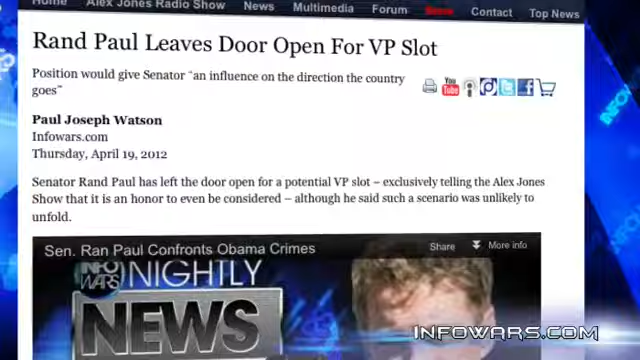 Home Alex Jones Radio Show News Multimedia Forum Contact Top News
Rand Paul Leaves Door Open For VP Slot
Position would give Senator "an influence on the direction the country
goes"
You
Tube
Paul Joseph Watson
Infowars.com
Thursday, April 19, 2012
Senator Rand Paul has left the door open for a potential VP slot – exclusively telling the Alex Jones
Show that it is an honor to even be considered – although he said such a scenario was unlikely to
unfold.
Sen. Ran Paul Confronts Obama Crimes Share More info
INFO
WARS
NIGHTLY
NEWS
INFOWARS.COM